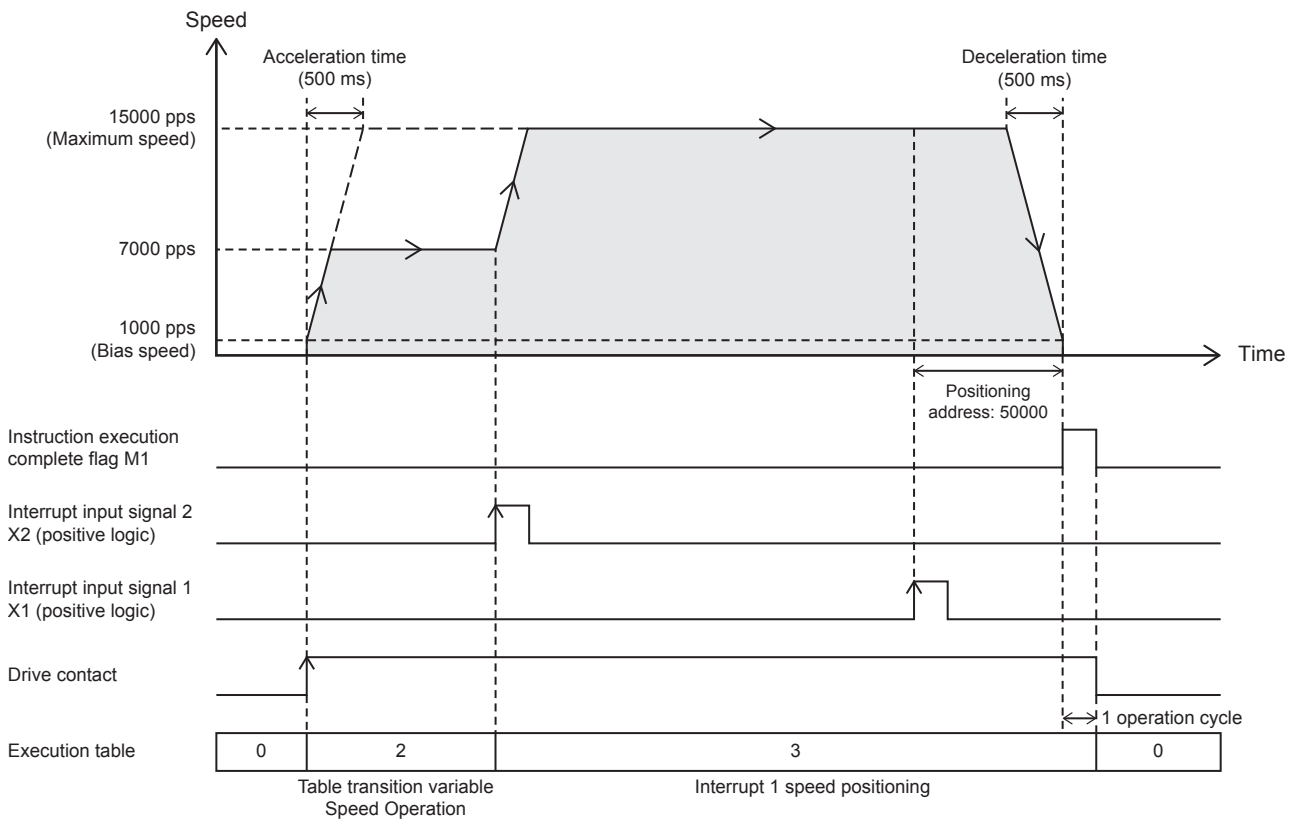 Speed
Acceleration time
(500 ms)
Deceleration time
(500 ms)
15000 pps
(Maximum speed)
7000 pps
1000 pps
(Bias speed)
Time
Positioning
address: 50000
Instruction execution
complete flag M1
Interrupt input signal 2
X2 (positive logic)
Interrupt input signal 1
X1 (positive logic)
Drive contact
1 operation cycle
Execution table
0
2
3
0
Table transition variable
Speed Operation
Interrupt 1 speed positioning